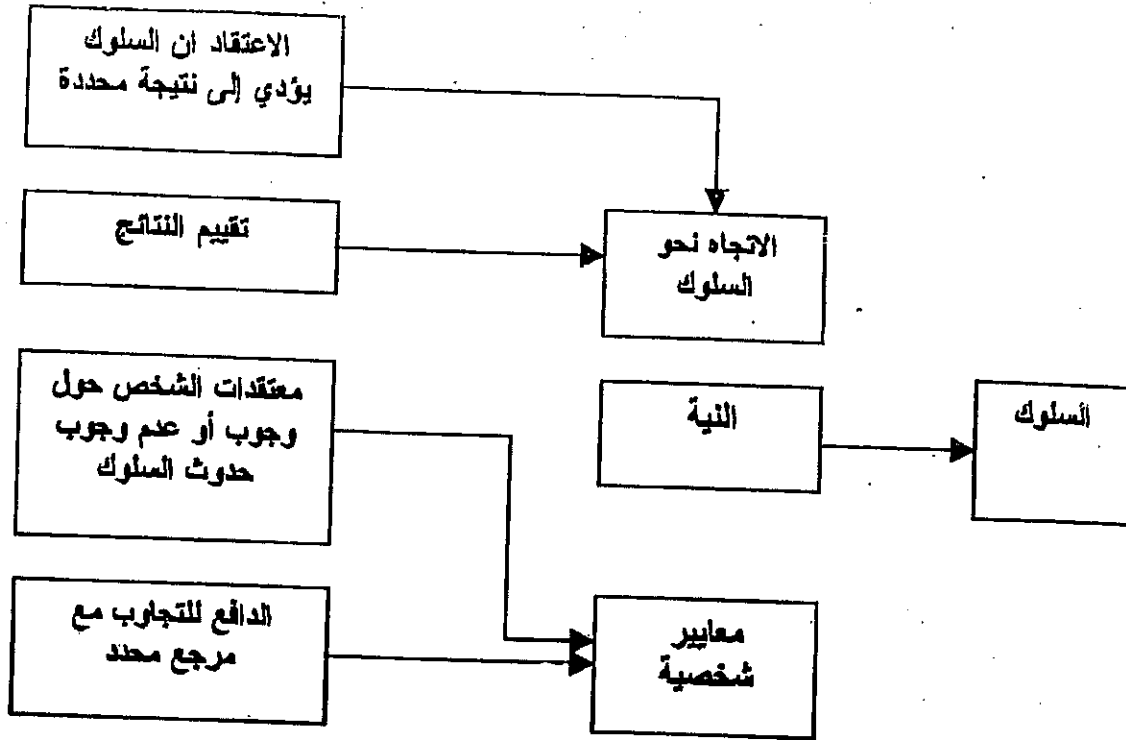 الاعتقاد ان السلوك
يؤدي إلى نتيجة محددة
تقييم النتائج
الاتجاه نحو
السلوك
معتقدات الشخص حول
وجوب أو عدم وجوب
حدوث السلوك
النية
السلوك
الدافع للتجاوب مع
مرجع محدد
معايير
شخصية